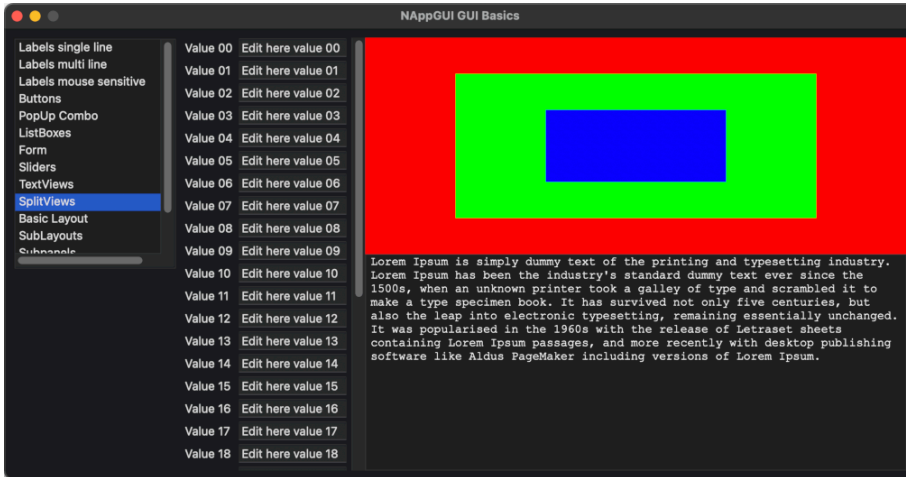 NAppGUI GUI Basics
Labels single line
Labels multi line
Labels mouse sensitive
Buttons
PopUp Combo
ListBoxes
Form
Sliders
TextViews
SplitViews
Basic Layout
SubLayouts
Subpanels
Value 00 Edit here value 00
Value 01 Edit here value 01
Value 02 Edit here value 02
Value 03 Edit here value 03
Value 04 Edit here value 04
Value 05 Edit here value 05
Value 06 Edit here value 06
Value 07 Edit here value 07
Value 08 Edit here value 08
Value 09 Edit here value 09
Value 10 Edit here value 10
Value 11 Edit here value 11
Value 12 Edit here value 12
Value 13 Edit here value 13
Value 14 Edit here value 14
Value 15 Edit here value 15
Value 16 Edit here value 16
Value 17 Edit here value 17
Value 18 Edit here value 18
Lorem Ipsum is simply dummy text of the printing and typesetting industry.
Lorem Ipsum has been the industry's standard dummy text ever since the
1500s, when an unknown printer took a galley of type and scrambled it to
make a type specimen book. It has survived not only five centuries, but
also the leap into electronic typesetting, remaining essentially unchanged.
It was popularised in the 1960s with the release of Letraset sheets
containing Lorem Ipsum passages, and more recently with desktop publishing
software like Aldus PageMaker including versions of Lorem Ipsum.